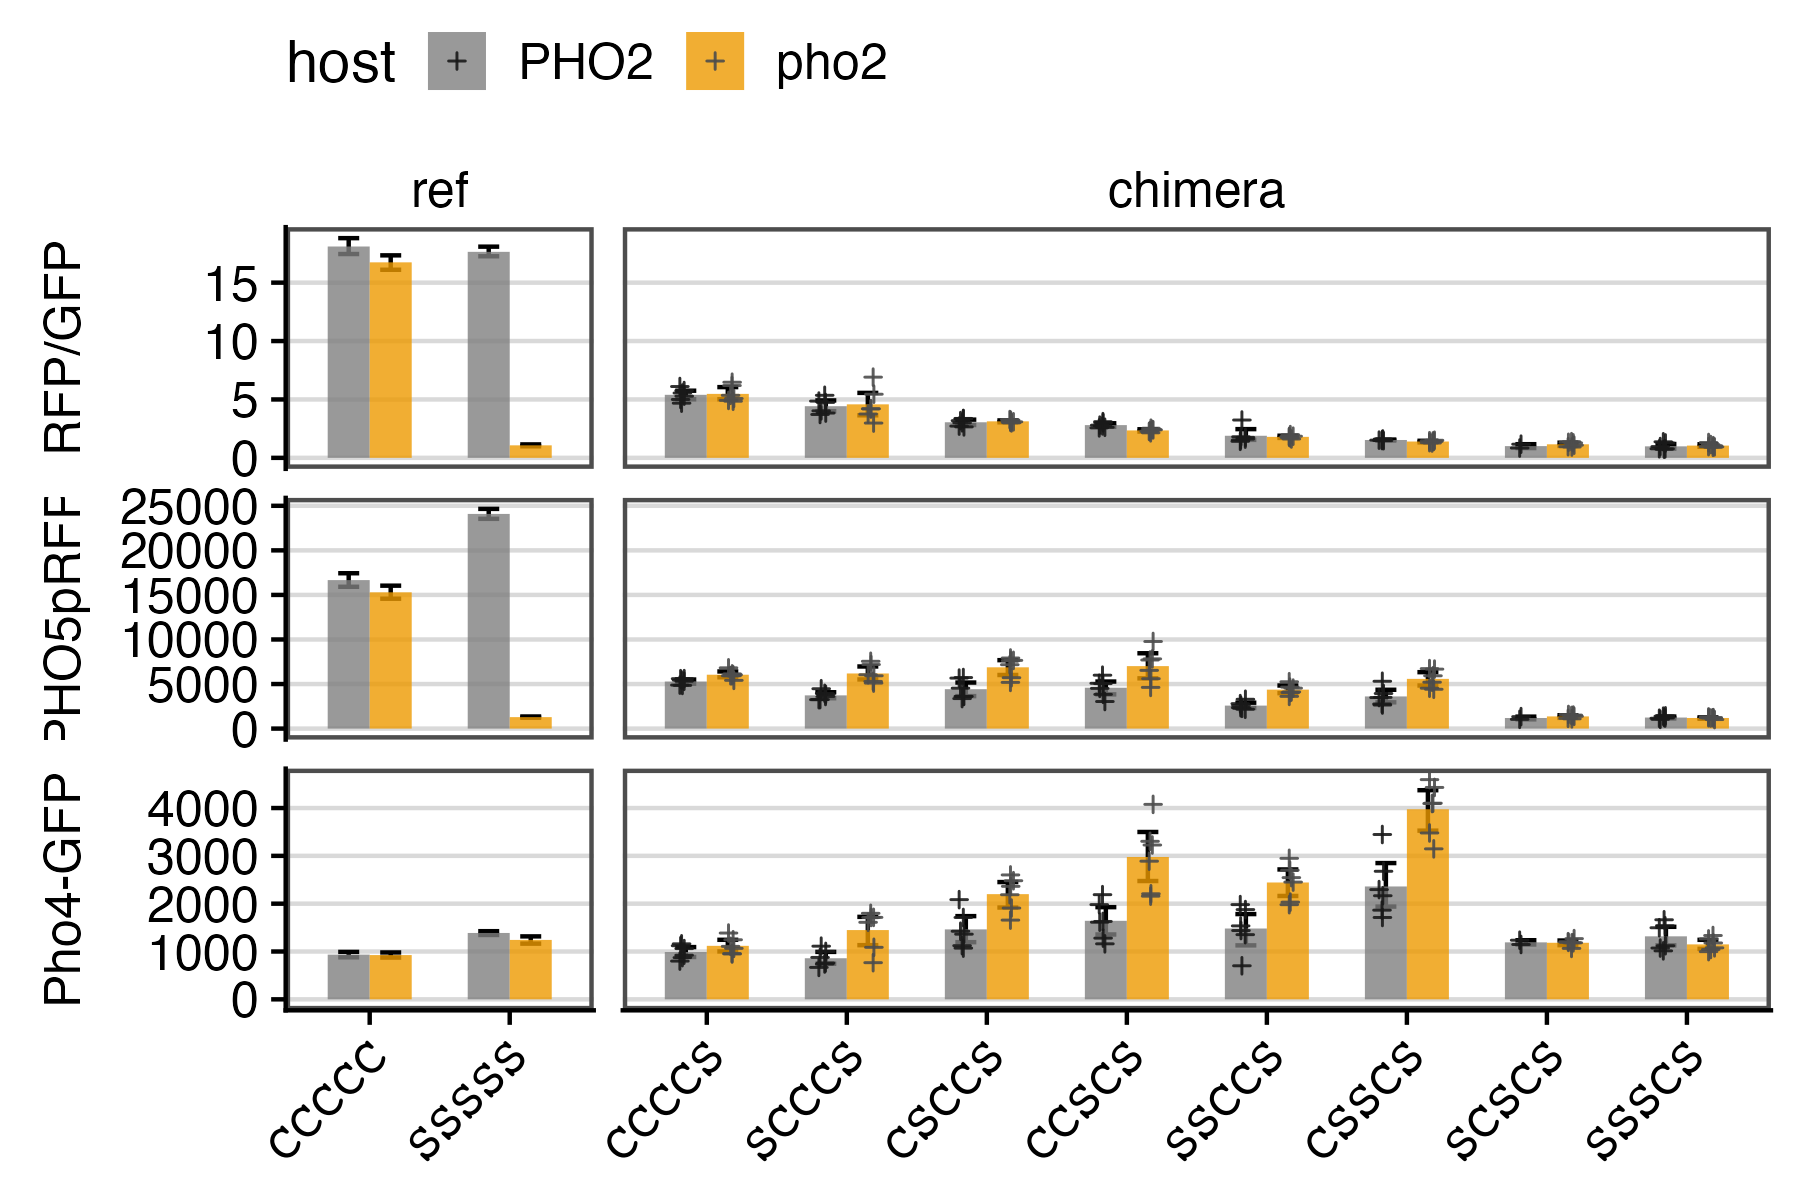 host PHO2 pho2
ref chimera
RFP/GFP
15
10
5
0
PHO5pRFF
25000
20000
15000
10000
5000
0
Pho4-GFP
4000
3000
2000
1000
0
CCCCC SSSSS CCCCS SCCCS CSCCS CCSCS SSCCS CSSCS SCSCS SSSCS